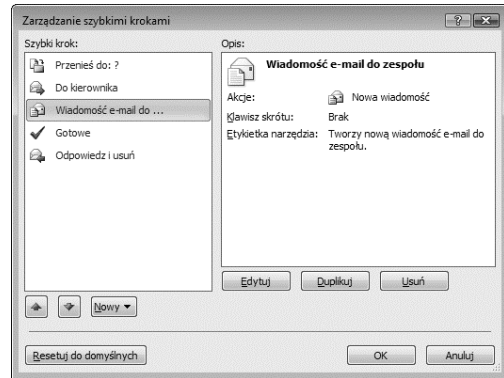 Zarządzanie szybkimi krokami
Szybki krok:
Przenieś do: ?
Do kierownika
Wiadomość e-mail do ...
Gotowe
Odpowiedz i usuń
Nowy
Opis:
Wiadomość e-mail do zespołu
Akcje: Nowa wiadomość
Klawisz skrótu: Brak
Etykietka narzędzia: Tworzy nową wiadomość e-mail do
zespołu.
Edytuj Duplikuj Usuń
Resetuj do domyślnych OK Anuluj